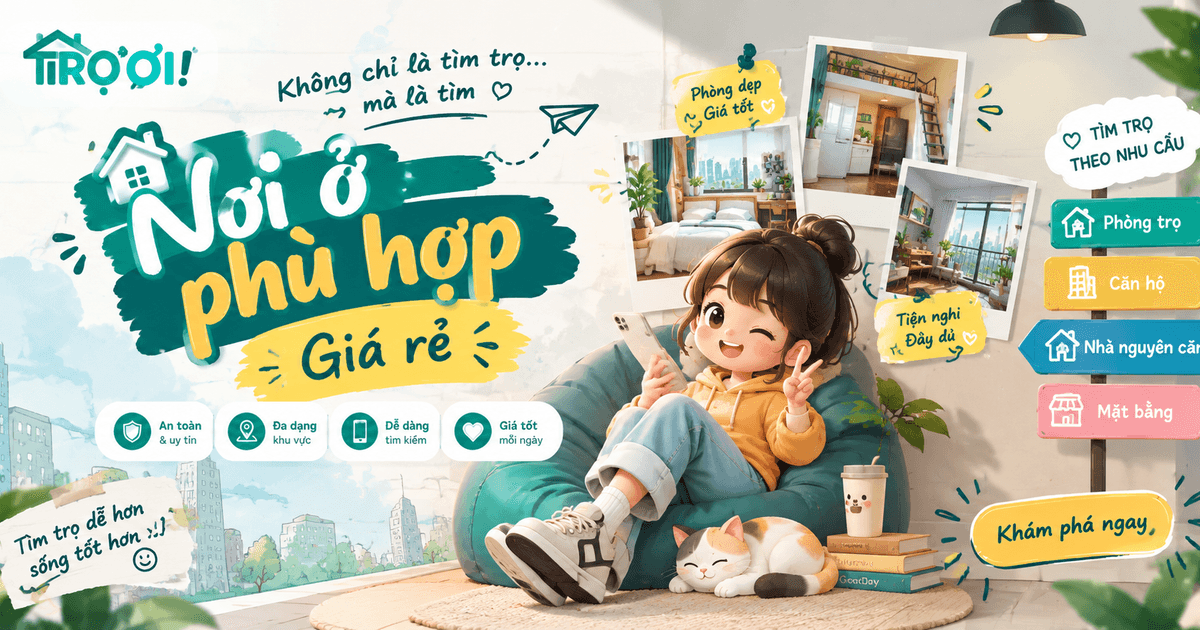 TRỌ ƠI!
Không chỉ là tìm trọ...
mà là tìm
Nơi ở
phù hợp
Giá rẻ
An toàn
& uy tín
Đa dạng
khu vực
Dễ dàng
tìm kiếm
Giá tốt
mỗi ngày
Tìm trọ dễ hơn
sống tốt hơn :)
Phòng đẹp
Giá tốt
Tiện nghi
Đầy đủ
TÌM TRỌ
THEO NHU CẦU
Phòng trọ
Căn hộ
Nhà nguyên căn
Mặt bằng
Khám phá ngay
GoatDay